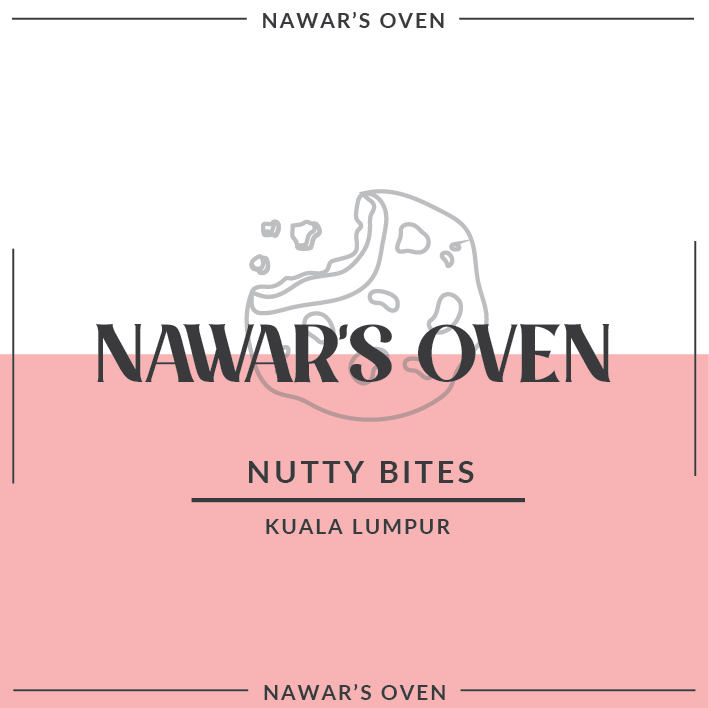 NAWAR’S OVEN
NAWAR'S OVEN
NUTTY BITES
KUALA LUMPUR
NAWAR’S OVEN